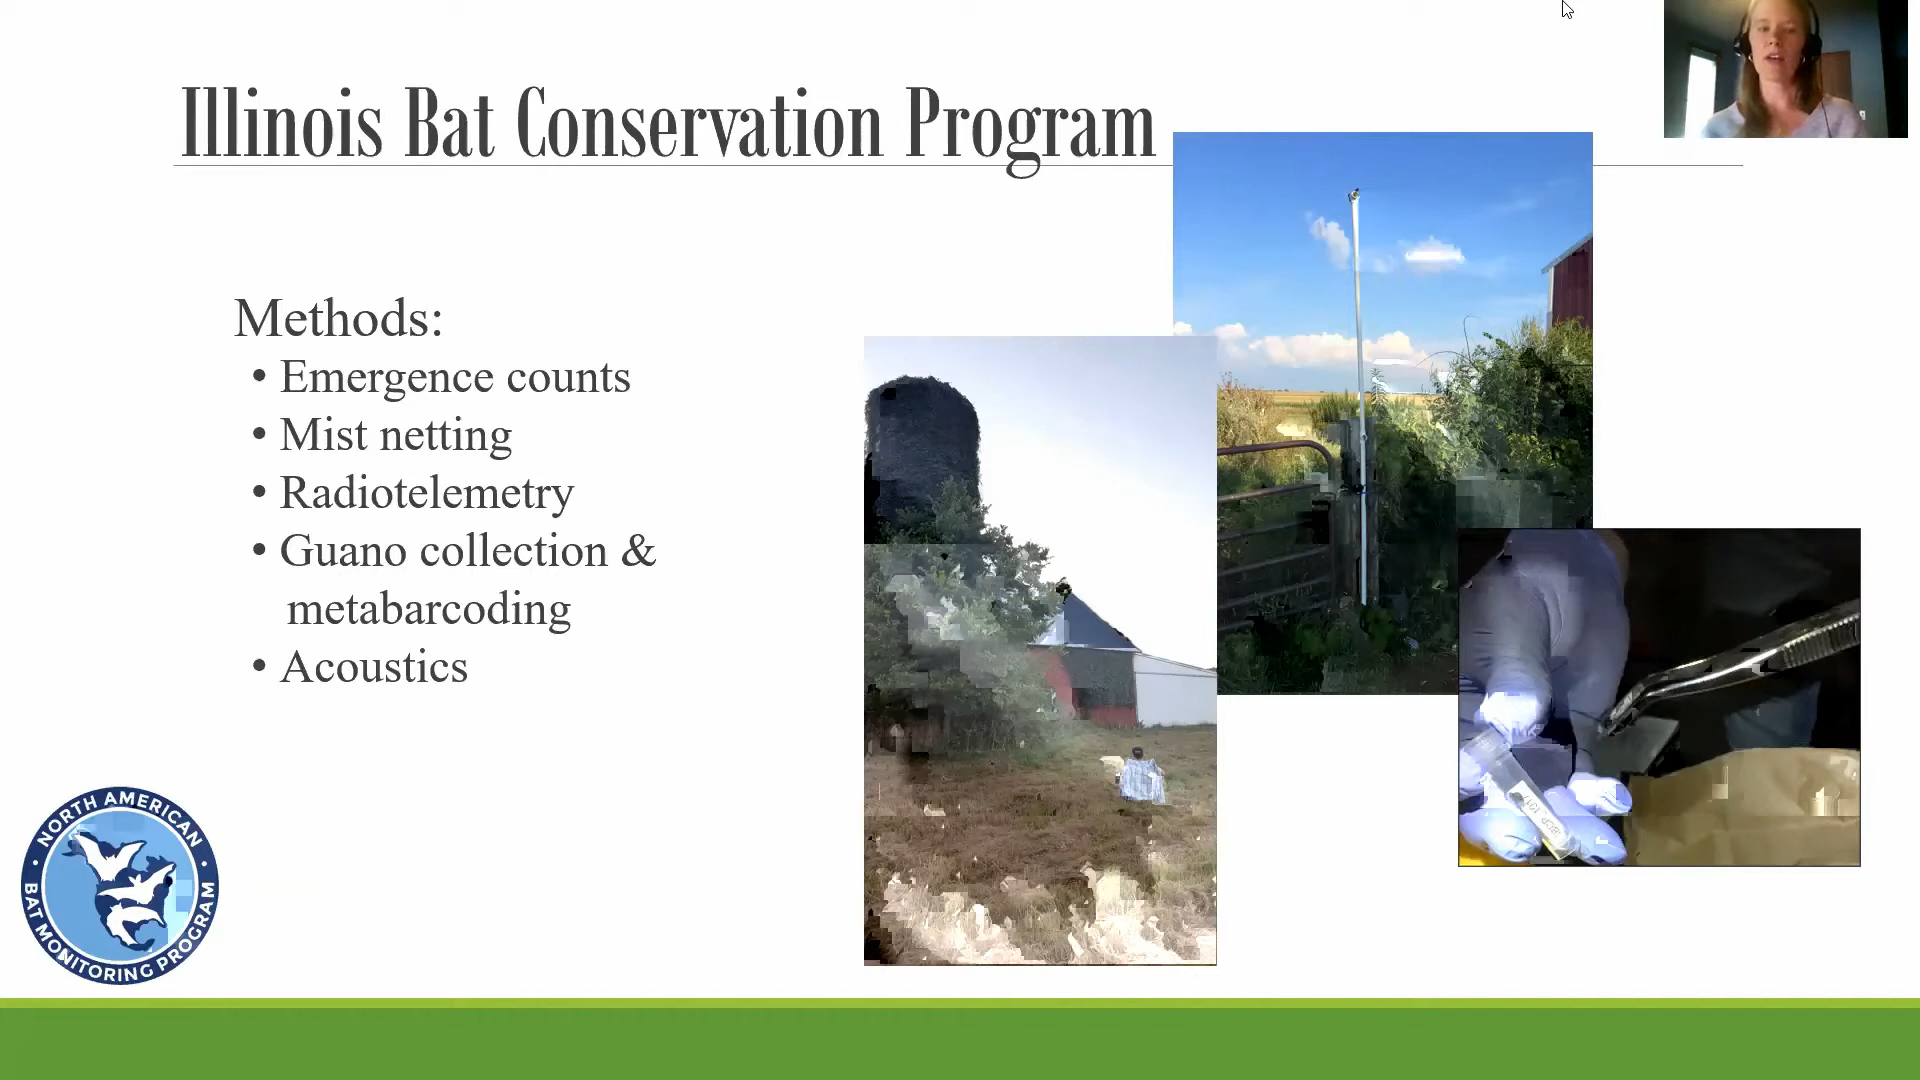 Illinois Bat Conservation Program
Methods:
• Emergence counts
• Mist netting
• Radiotelemetry
• Guano collection &
metabarcoding
• Acoustics
NORTH AMERICAN
BAT MONITORING PROGRAM